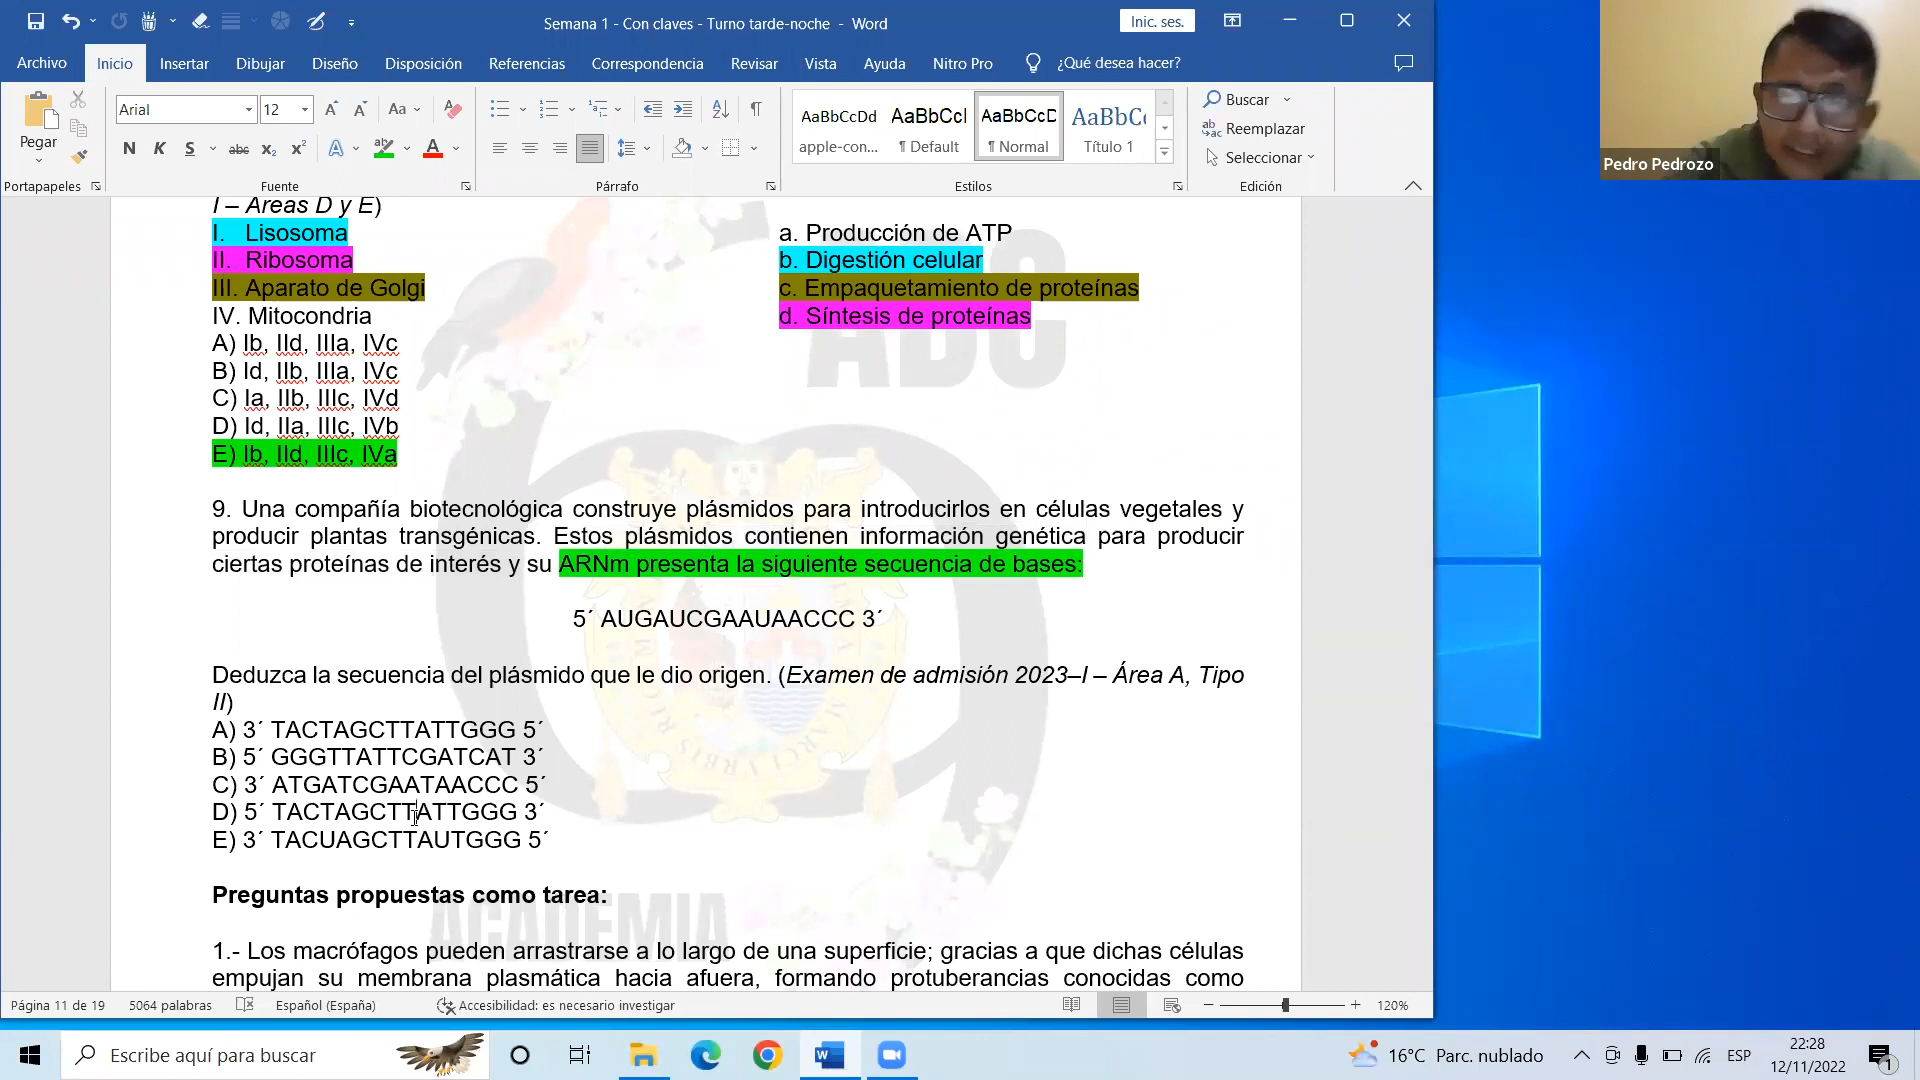 Semana 1 - Con claves - Turno tarde-noche - Word
Inic. ses.
Archivo Inicio Insertar Dibujar Diseño Disposición Referencias Correspondencia Revisar Vista Ayuda Nitro Pro ¿Qué desea hacer?
Pegar
Arial 12 Aa
N K S abc x₂ x² A ab A
AaBbCcDd AaBbCcI AaBbCcD AaBbC
apple-con... ¶ Default ¶ Normal Título 1
Buscar
Reemplazar
Seleccionar
Portapapeles Fuente Párrafo Estilos Edición
Pedro Pedrozo
I – Áreas D y E)
I. Lisosoma a. Producción de ATP
II. Ribosoma b. Digestión celular
III. Aparato de Golgi c. Empaquetamiento de proteínas
IV. Mitocondria d. Síntesis de proteínas
A) Ib, IId, IIIa, IVc
B) Id, IIb, IIIa, IVc
C) Ia, IIb, IIIc, IVd
D) Id, IIa, IIIc, IVb
E) Ib, IId, IIIc, IVa
9. Una compañía biotecnológica construye plásmidos para introducirlos en células vegetales y
producir plantas transgénicas. Estos plásmidos contienen información genética para producir
ciertas proteínas de interés y su ARNm presenta la siguiente secuencia de bases:
5´ AUGAUCGAAUAACCC 3´
Deduzca la secuencia del plásmido que le dio origen. (Examen de admisión 2023–I – Área A, Tipo
II)
A) 3´ TACTAGCTTATTGGG 5´
B) 5´ GGGTTATTCGATCAT 3´
C) 3´ ATGATCGAATAACCC 5´
D) 5´ TACTAGCTTATTGGG 3´
E) 3´ TACUAGCTTAUTGGG 5´
Preguntas propuestas como tarea:
1.- Los macrófagos pueden arrastrarse a lo largo de una superficie; gracias a que dichas células
empujan su membrana plasmática hacia afuera, formando protuberancias conocidas como
ADC
ACADEMIA
Página 11 de 19 5064 palabras Español (España) Accesibilidad: es necesario investigar 120%
Escribe aquí para buscar
16°C Parc. nublado ESP
22:28
12/11/2022
1